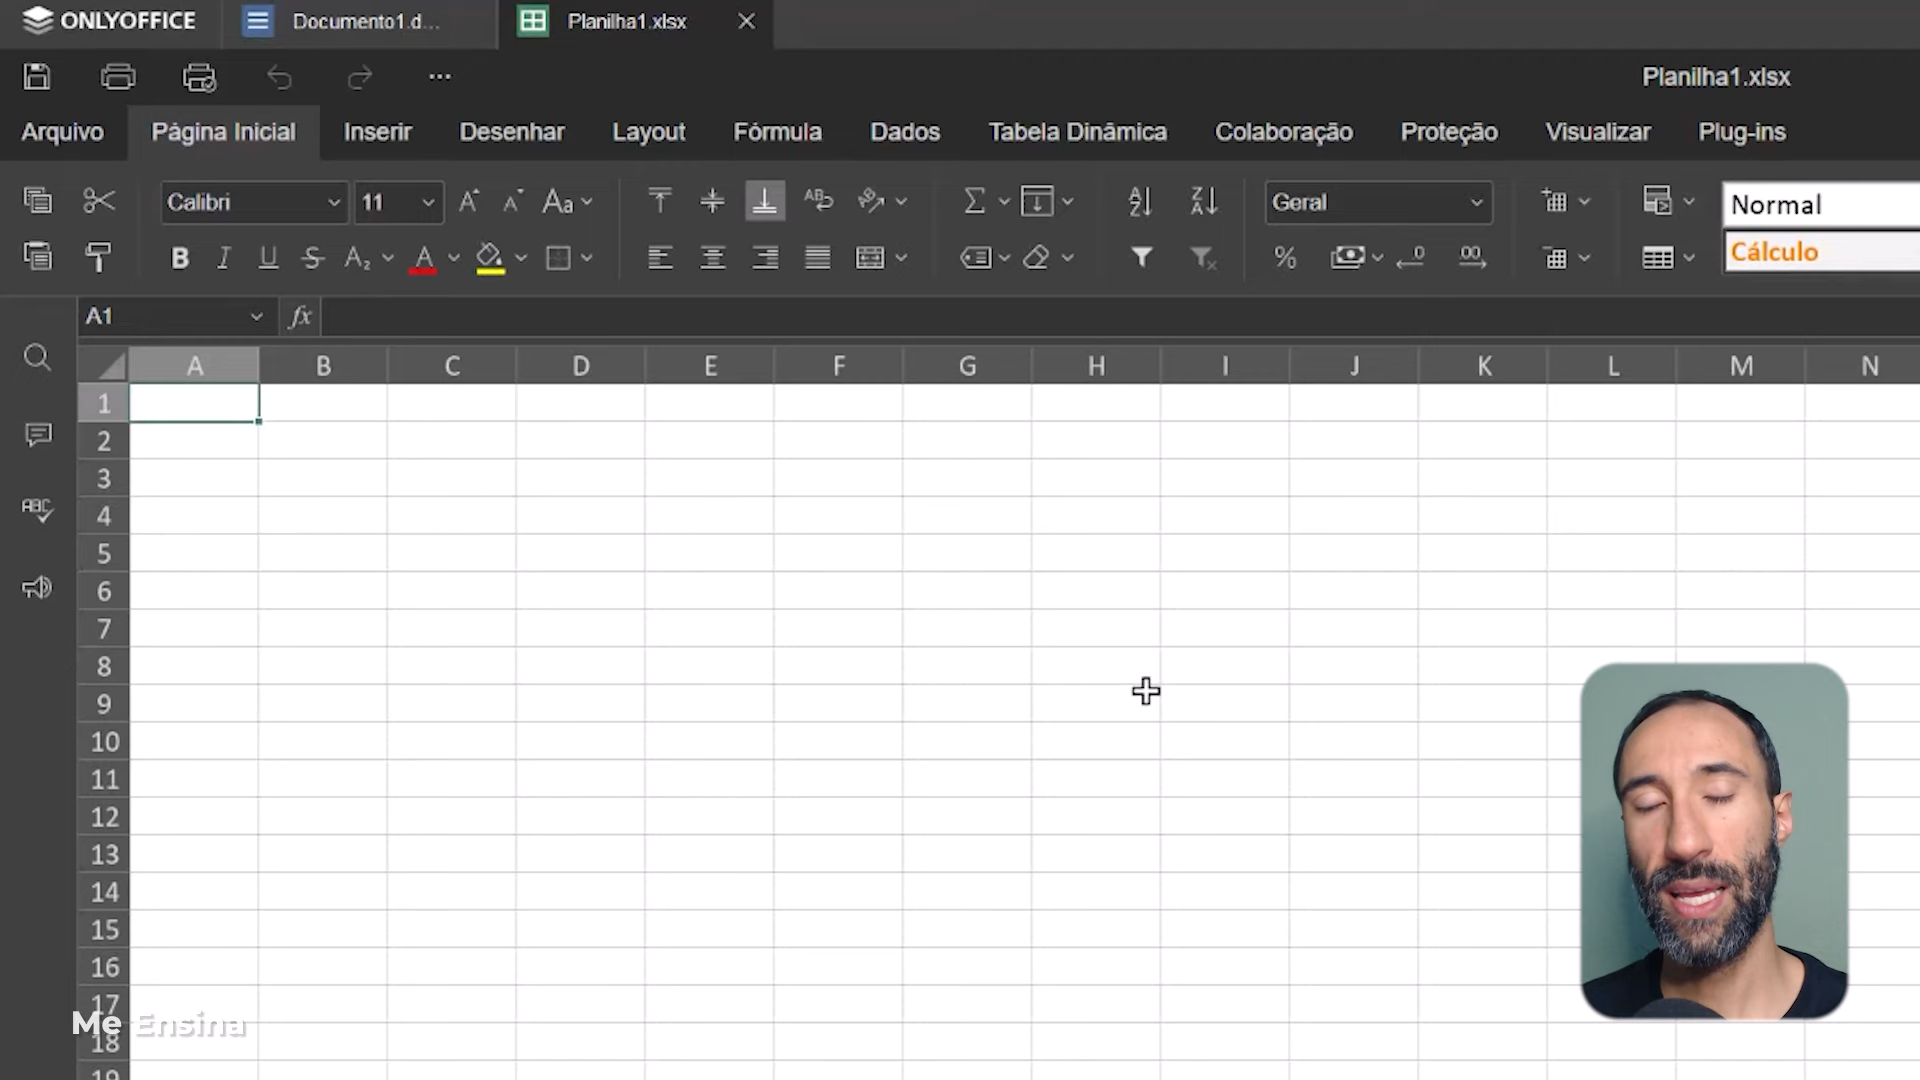 ONLYOFFICE Documento1.d... Planilha1.xlsx
Planilha1.xlsx
Arquivo Página Inicial Inserir Desenhar Layout Fórmula Dados Tabela Dinâmica Colaboração Proteção Visualizar Plug-ins
Calibri 11 Geral Normal
Cálculo
A1 fx
A B C D E F G H I J K L M N
1
2
3
4
5
6
7
8
9
10
11
12
13
14
15
16
17
Me Ensina
18
19